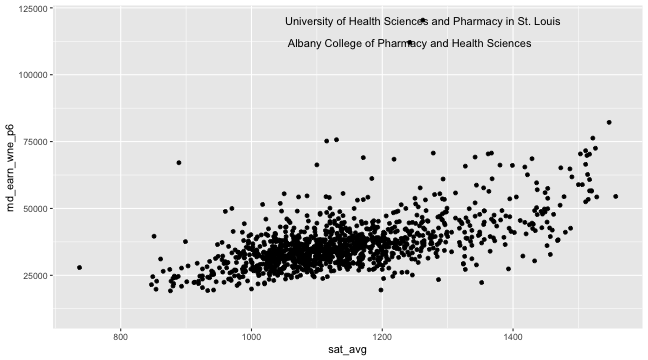 125000
University of Health Sciences and Pharmacy in St. Louis
Albany College of Pharmacy and Health Sciences
100000
75000
md_earn_wne_p6
50000
25000
800 1000 1200 1400
sat_avg